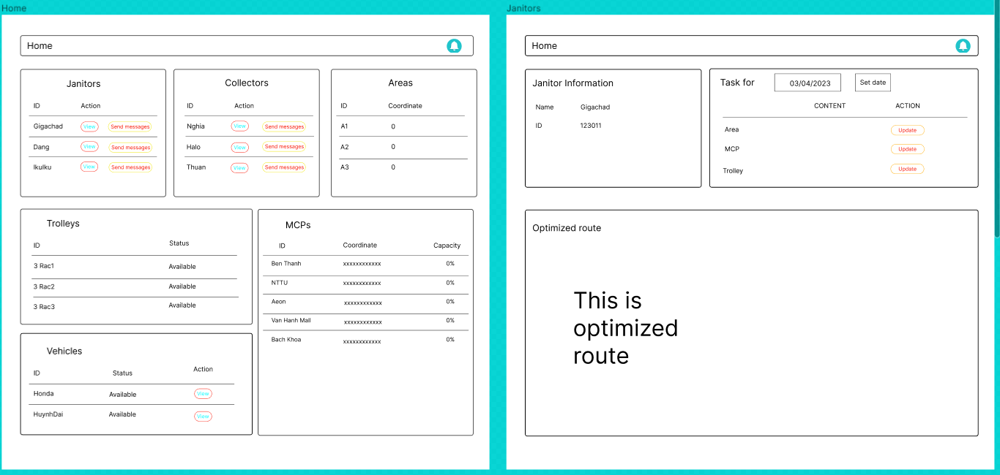 Home
Home
Janitors
ID Action
Gigachad View Send messages
Dang View Send messages
Ikulku View Send messages
Collectors
ID Action
Nghia View Send messages
Halo View Send messages
Thuan View Send messages
Areas
ID Coordinate
A1 0
A2 0
A3 0
Trolleys
ID Status
3 Rac1 Available
3 Rac2 Available
3 Rac3 Available
MCPs
ID Coordinate Capacity
Ben Thanh xxxxxxxxxxxx 0%
NTTU xxxxxxxxxxxx 0%
Aeon xxxxxxxxxxxx 0%
Van Hanh Mall xxxxxxxxxxxx 0%
Bach Khoa xxxxxxxxxxxx 0%
Vehicles
ID Status Action
Honda Available View
HuynhDai Available View
Janitors
Home
Janitor Information
Name Gigachad
ID 123011
Task for 03/04/2023 Set date
CONTENT ACTION
Area Update
MCP Update
Trolley Update
Optimized route
This is
optimized
route